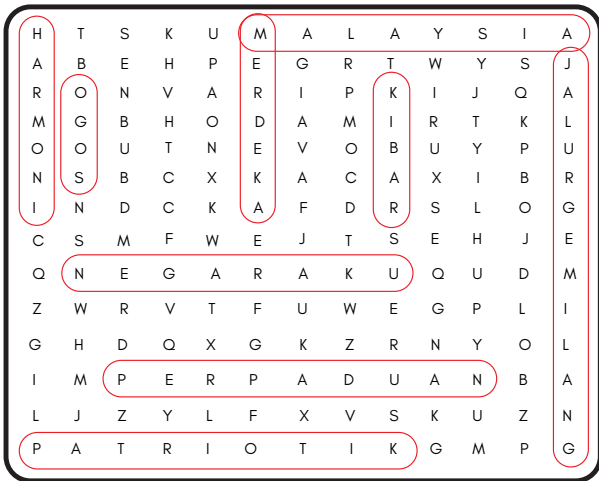 H T S K U M A L A Y S I A
A B E H P E G R T W Y S J
R O N V A R I P K I J Q A
M G B H O D A M I R T K L
O O U T N E V O B U Y P U
N S B C X K A C A X I B R
I N D C K A F D R S L O G
C S M F W E J T S E H J E
Q N E G A R A K U Q U D M
Z W R V T F U W E G P L I
G H D Q X G K Z R N Y O L
I M P E R P A D U A N B A
L J Z Y L F X V S K U Z N
P A T R I O T I K G M P G